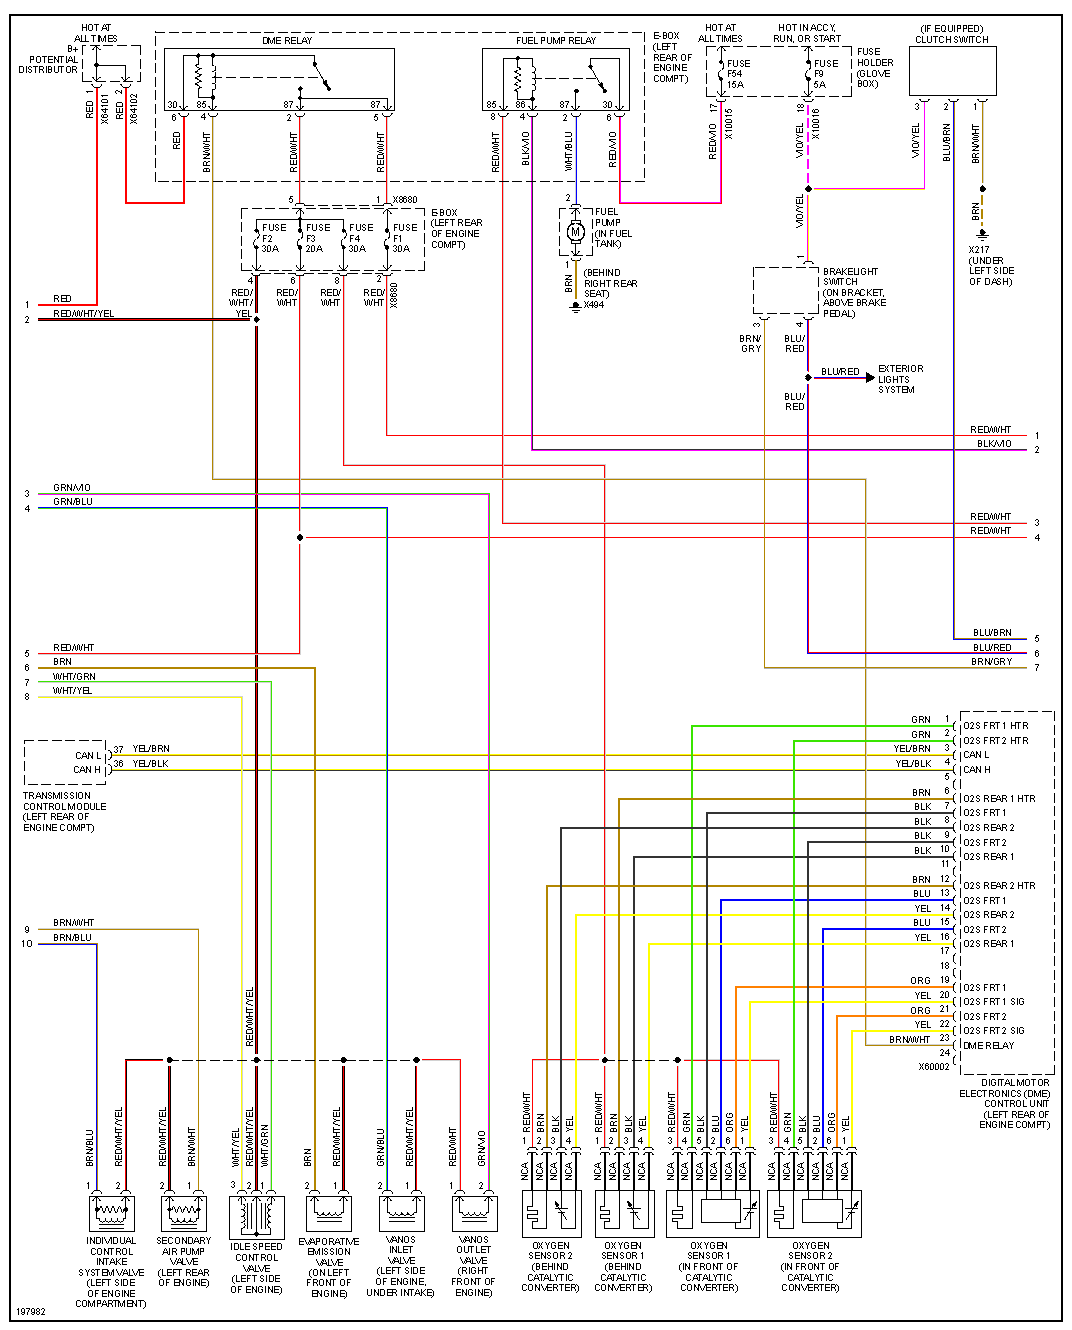 HOT AT
ALL TIMES
B+
POTENTIAL
DISTRIBUTOR
1
2
RED
X64101
RED
X64102
DME RELAY
30
85
87
87
6
4
2
5
RED
BRN/WHT
RED/WHT
RED/WHT
FUEL PUMP RELAY
85
86
87
30
8
4
2
6
RED/WHT
BLK/VIO
WHT/BLU
RED/VIO
E-BOX
(LEFT
REAR OF
ENGINE
COMPT)
HOT AT
ALL TIMES
FUSE
F54
15A
17
RED/VIO
X10015
HOT IN ACCY,
RUN, OR START
FUSE
F9
5A
18
VIO/YEL
X10016
FUSE
HOLDER
(GLOVE
BOX)
(IF EQUIPPED)
CLUTCH SWITCH
3
2
1
VIO/YEL
BLU/BRN
BRN/WHT
BRN
X217
(UNDER
LEFT SIDE
OF DASH)
VIO/YEL
1
BRAKELIGHT
SWITCH
(ON BRACKET,
ABOVE BRAKE
PEDAL)
3
4
BRN/
GRY
BLU/
RED
BLU/RED
EXTERIOR
LIGHTS
SYSTEM
BLU/
RED
2
FUEL
PUMP
(IN FUEL
TANK)
M
1
BRN
(BEHIND
RIGHT REAR
SEAT)
X494
5
1
X8680
FUSE
F2
30A
FUSE
F3
20A
FUSE
F4
30A
FUSE
F1
30A
E-BOX
(LEFT REAR
OF ENGINE
COMPT)
4
6
8
2
RED/
WHT/
YEL
RED/
WHT
RED/
WHT
RED/
WHT
X8680
1 RED
2 RED/WHT/YEL
3 GRN/VIO
4 GRN/BLU
5 RED/WHT
6 BRN
7 WHT/GRN
8 WHT/YEL
RED/WHT 1
BLK/VIO 2
RED/WHT 3
RED/WHT 4
BLU/BRN 5
BLU/RED 6
BRN/GRY 7
CAN L 37 YEL/BRN
CAN H 36 YEL/BLK
TRANSMISSION
CONTROL MODULE
(LEFT REAR OF
ENGINE COMPT)
9 BRN/WHT
10 BRN/BLU
GRN 1 O2S FRT 1 HTR
GRN 2 O2S FRT 2 HTR
YEL/BRN 3 CAN L
YEL/BLK 4 CAN H
5
BRN 6 O2S REAR 1 HTR
BLK 7 O2S FRT 1
BLK 8 O2S REAR 2
BLK 9 O2S FRT 2
BLK 10 O2S REAR 1
11
BRN 12 O2S REAR 2 HTR
BLU 13 O2S FRT 1
YEL 14 O2S REAR 2
BLU 15 O2S FRT 2
YEL 16 O2S REAR 1
17
18
ORG 19 O2S FRT 1
YEL 20 O2S FRT 1 SIG
ORG 21 O2S FRT 2
YEL 22 O2S FRT 2 SIG
BRN/WHT 23 DME RELAY
24
X60002
DIGITAL MOTOR
ELECTRONICS (DME)
CONTROL UNIT
(LEFT REAR OF
ENGINE COMPT)
RED/WHT/YEL
BRN/BLU
RED/WHT/YEL
RED/WHT/YEL
BRN/WHT
WHT/YEL
RED/WHT/YEL
WHT/GRN
BRN
RED/WHT/YEL
GRN/BLU
RED/WHT/YEL
RED/WHT
GRN/VIO
1 2
2 1
3 2 1
2 1
2 1
1 2
RED/WHT
BRN
BLK
YEL
1 2 3 4
NCA NCA NCA NCA
RED/WHT
BRN
BLK
YEL
1 2 3 4
NCA NCA NCA NCA
RED/WHT
GRN
BLK
BLU
ORG
YEL
3 4 5 2 6 1
NCA NCA NCA NCA NCA NCA
RED/WHT
GRN
BLK
BLU
ORG
YEL
3 4 5 2 6 1
NCA NCA NCA NCA NCA NCA
INDIVIDUAL
CONTROL
INTAKE
SYSTEM VALVE
(LEFT SIDE
OF ENGINE
COMPARTMENT)
SECONDARY
AIR PUMP
VALVE
(LEFT REAR
OF ENGINE)
IDLE SPEED
CONTROL
VALVE
(LEFT SIDE
OF ENGINE)
EVAPORATIVE
EMISSION
VALVE
(ON LEFT
FRONT OF
ENGINE)
VANOS
INLET
VALVE
(LEFT SIDE
OF ENGINE,
UNDER INTAKE)
VANOS
OUTLET
VALVE
(RIGHT
FRONT OF
ENGINE)
OXYGEN
SENSOR 2
(BEHIND
CATALYTIC
CONVERTER)
OXYGEN
SENSOR 1
(BEHIND
CATALYTIC
CONVERTER)
OXYGEN
SENSOR 1
(IN FRONT OF
CATALYTIC
CONVERTER)
OXYGEN
SENSOR 2
(IN FRONT OF
CATALYTIC
CONVERTER)
197982